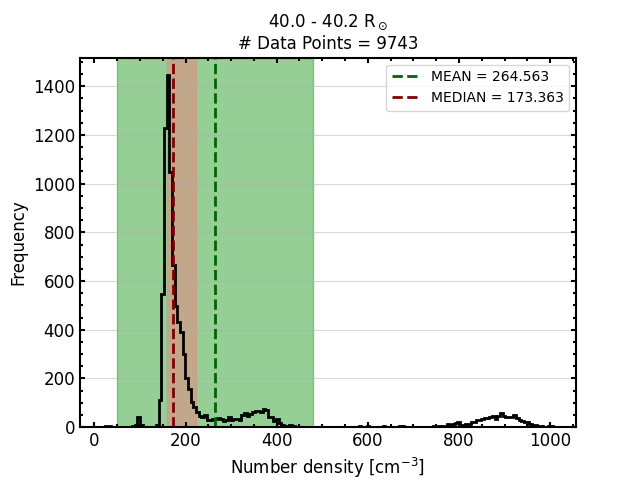 40.0 - 40.2 R⊙
# Data Points = 9743
MEAN = 264.563
MEDIAN = 173.363
Frequency
1400
1200
1000
800
600
400
200
0
0 200 400 600 800 1000
Number density [cm⁻³]